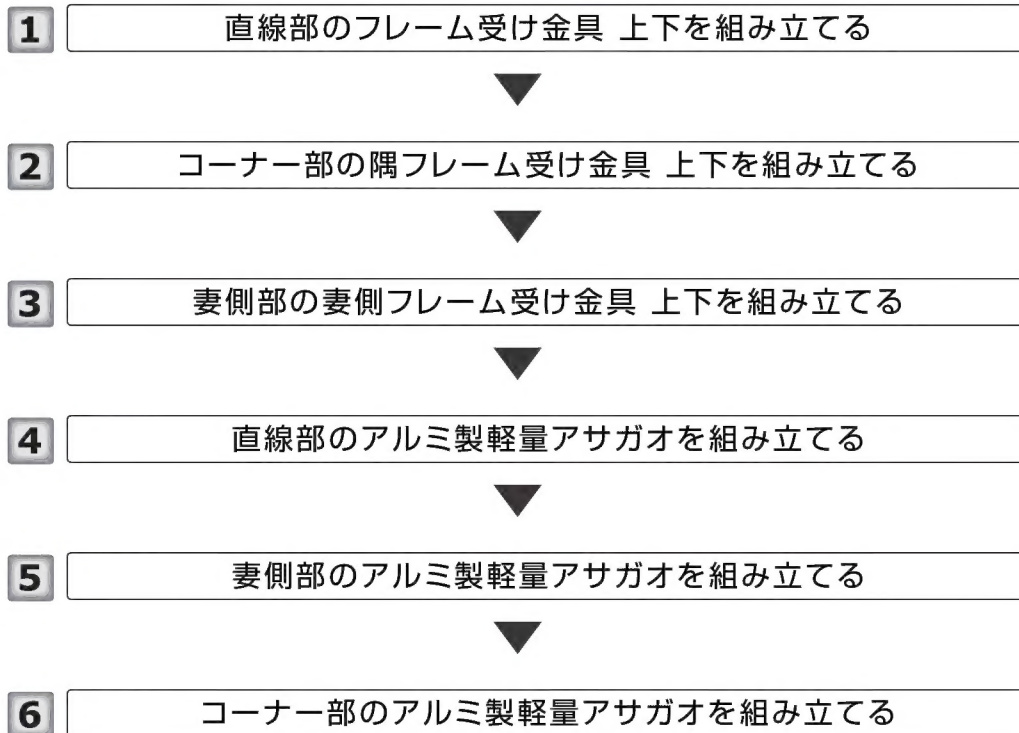 1 直線部のフレーム受け金具 上下を組み立てる
2 コーナー部の隅フレーム受け金具 上下を組み立てる
3 妻側部の妻側フレーム受け金具 上下を組み立てる
4 直線部のアルミ製軽量アサガオを組み立てる
5 妻側部のアルミ製軽量アサガオを組み立てる
6 コーナー部のアルミ製軽量アサガオを組み立てる